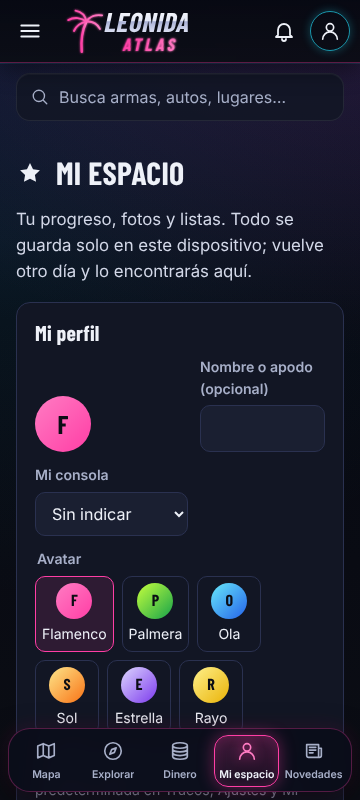 LEONIDA
ATLAS
Busca armas, autos, lugares...
MI ESPACIO
Tu progreso, fotos y listas. Todo se
guarda solo en este dispositivo; vuelve
otro día y lo encontrarás aquí.
Mi perfil
Nombre o apodo
(opcional)
F
Mi consola
Sin indicar
Avatar
F
P
O
Flamenco
Palmera
Ola
S
E
R
Sol
Estrella
Rayo
Mapa
Explorar
Dinero
Mi espacio
Novedades